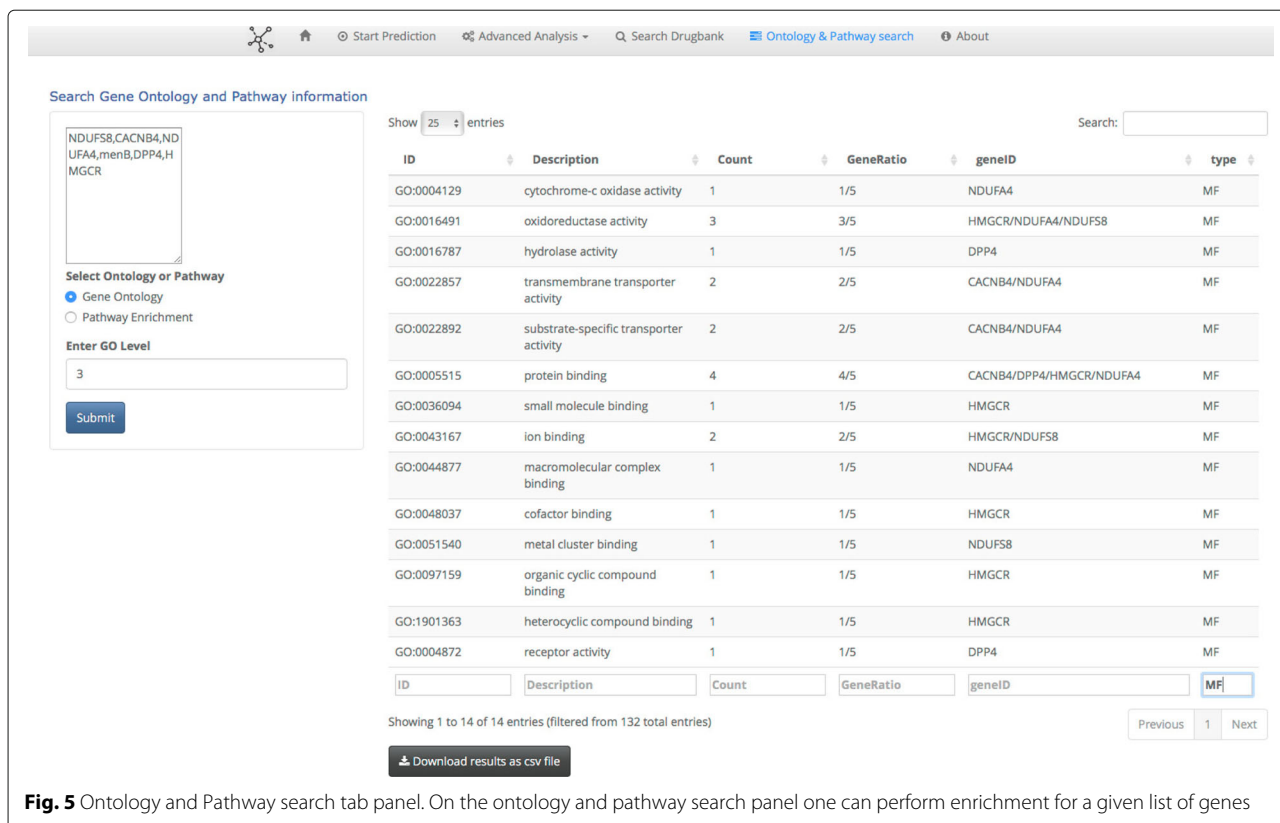 Start Prediction Advanced Analysis Search Drugbank Ontology & Pathway search About
Search Gene Ontology and Pathway information
NDUFS8,CACNB4,ND
UFA4,menB,DPP4,H
MGCR
Select Ontology or Pathway
Gene Ontology
Pathway Enrichment
Enter GO Level
3
Submit
Show 25 entries Search:
ID Description Count GeneRatio geneID type
GO:0004129 cytochrome-c oxidase activity 1 1/5 NDUFA4 MF
GO:0016491 oxidoreductase activity 3 3/5 HMGCR/NDUFA4/NDUFS8 MF
GO:0016787 hydrolase activity 1 1/5 DPP4 MF
GO:0022857 transmembrane transporter 2 2/5 CACNB4/NDUFA4 MF
activity
GO:0022892 substrate-specific transporter 2 2/5 CACNB4/NDUFA4 MF
activity
GO:0005515 protein binding 4 4/5 CACNB4/DPP4/HMGCR/NDUFA4 MF
GO:0036094 small molecule binding 1 1/5 HMGCR MF
GO:0043167 ion binding 2 2/5 HMGCR/NDUFS8 MF
GO:0044877 macromolecular complex 1 1/5 NDUFA4 MF
binding
GO:0048037 cofactor binding 1 1/5 HMGCR MF
GO:0051540 metal cluster binding 1 1/5 NDUFS8 MF
GO:0097159 organic cyclic compound 1 1/5 HMGCR MF
binding
GO:1901363 heterocyclic compound binding 1 1/5 HMGCR MF
GO:0004872 receptor activity 1 1/5 DPP4 MF
ID Description Count GeneRatio geneID MF
Showing 1 to 14 of 14 entries (filtered from 132 total entries)
Previous 1 Next
Download results as csv file
Fig. 5 Ontology and Pathway search tab panel. On the ontology and pathway search panel one can perform enrichment for a given list of genes